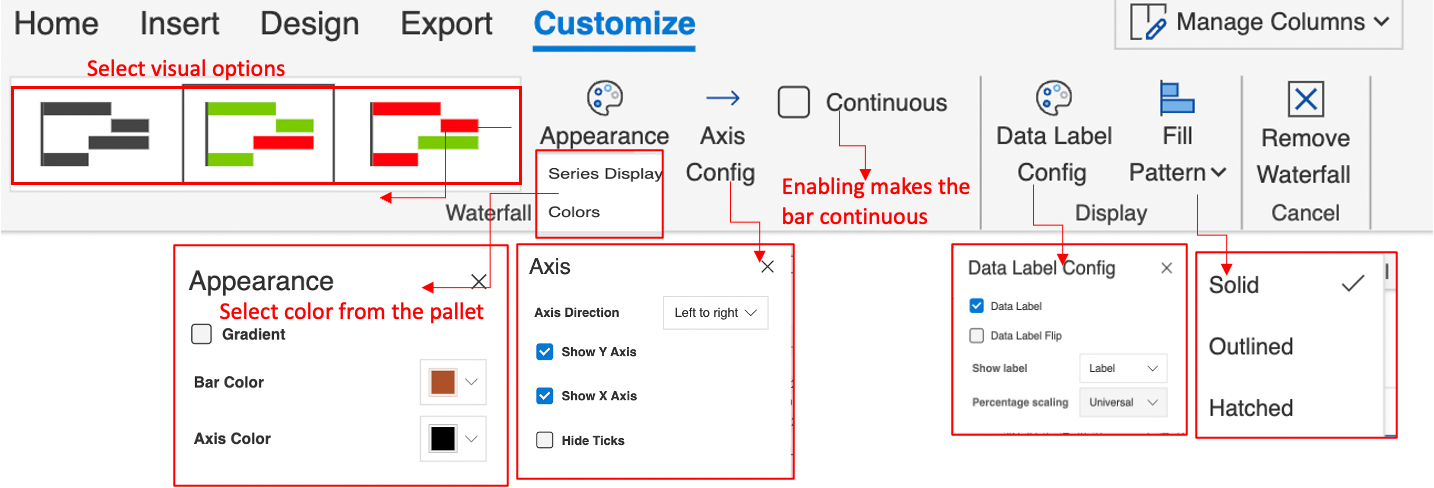 Home Insert Design Export Customize
Manage Columns
Select visual options
Continuous
Appearance
Axis
Config
Data Label
Config
Fill
Pattern
Remove
Waterfall
Series Display
Colors
Enabling makes the
bar continuous
Waterfall
Display
Cancel
Appearance
Select color from the pallet
Gradient
Bar Color
Axis Color
Axis
Axis Direction Left to right
Show Y Axis
Show X Axis
Hide Ticks
Data Label Config
Data Label
Data Label Flip
Show label Label
Percentage scaling Universal
Solid
Outlined
Hatched